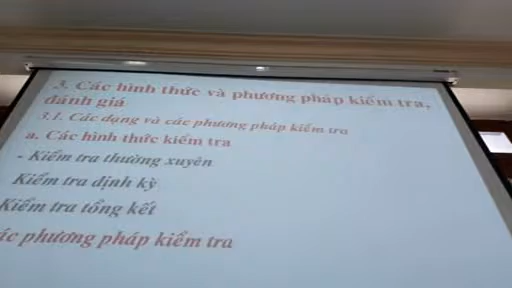 3. Các hình thức và phương pháp kiểm tra,
đánh giá
3.1. Các dạng và các phương pháp kiểm tra
a. Các hình thức kiểm tra
- Kiểm tra thường xuyên
Kiểm tra định kỳ
Kiểm tra tổng kết
ác phương pháp kiểm tra